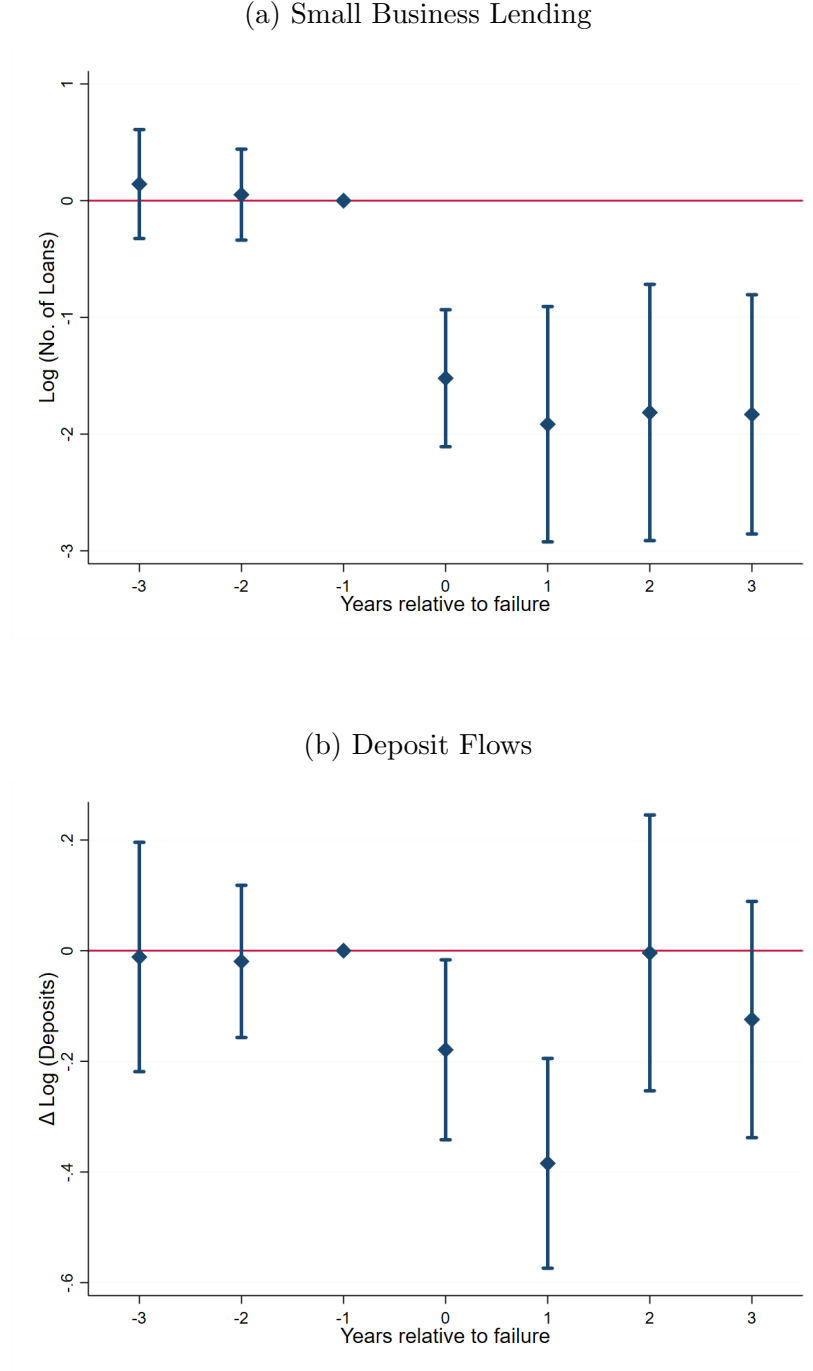 (a) Small Business Lending
1
0
-1
-2
-3
Log (No. of Loans)
-3 -2 -1 0 1 2 3
Years relative to failure
(b) Deposit Flows
.2
0
-.2
-.4
-.6
Δ Log (Deposits)
-3 -2 -1 0 1 2 3
Years relative to failure